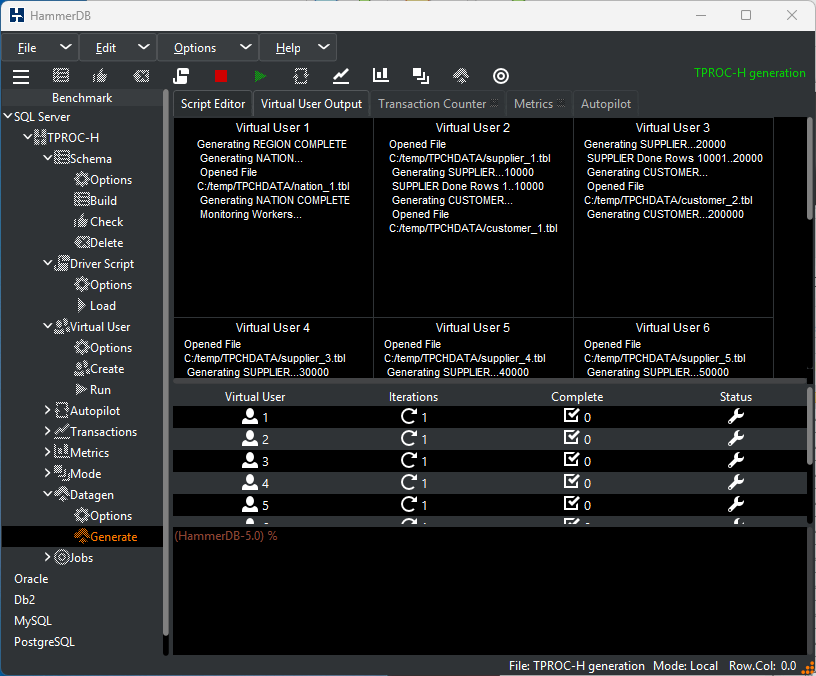 HammerDB
File Edit Options Help
TPROC-H generation
Benchmark
SQL Server
TPROC-H
Schema
Options
Build
Check
Delete
Driver Script
Options
Load
Virtual User
Options
Create
Run
Autopilot
Transactions
Metrics
Mode
Datagen
Options
Generate
Jobs
Oracle
Db2
MySQL
PostgreSQL
Script Editor Virtual User Output Transaction Counter Metrics Autopilot
Virtual User 1
Generating REGION COMPLETE
Generating NATION...
Opened File
C:/temp/TPCHDATA/nation_1.tbl
Generating NATION COMPLETE
Monitoring Workers...
Virtual User 2
Opened File
C:/temp/TPCHDATA/supplier_1.tbl
Generating SUPPLIER...10000
SUPPLIER Done Rows 1..10000
Generating CUSTOMER...
Opened File
C:/temp/TPCHDATA/customer_1.tbl
Virtual User 3
Generating SUPPLIER...20000
SUPPLIER Done Rows 10001..20000
Generating CUSTOMER...
Opened File
C:/temp/TPCHDATA/customer_2.tbl
Generating CUSTOMER...200000
Virtual User 4
Opened File
C:/temp/TPCHDATA/supplier_3.tbl
Generating SUPPLIER...30000
Virtual User 5
Opened File
C:/temp/TPCHDATA/supplier_4.tbl
Generating SUPPLIER...40000
Virtual User 6
Opened File
C:/temp/TPCHDATA/supplier_5.tbl
Generating SUPPLIER...50000
Virtual User Iterations Complete Status
1 1 0
2 1 0
3 1 0
4 1 0
5 1 0
(HammerDB-5.0) %
File: TPROC-H generation Mode: Local Row.Col: 0.0